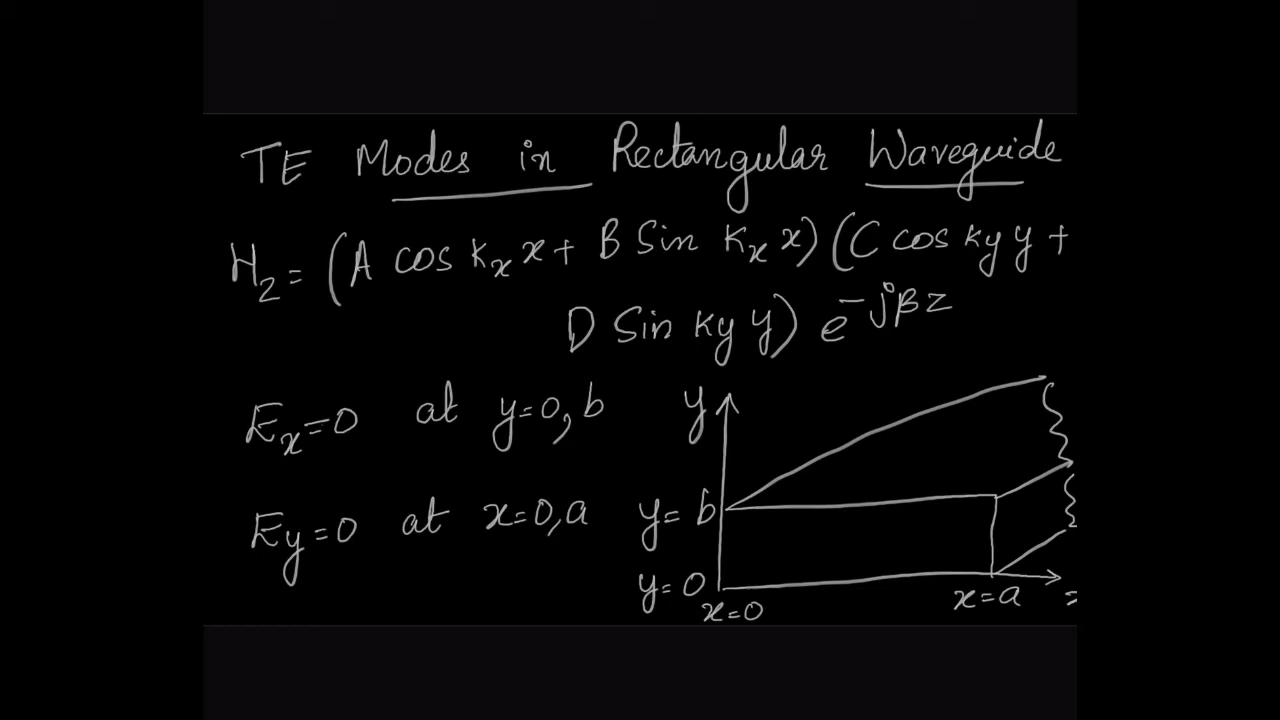 TE Modes in Rectangular Waveguide
Hz = (A cos kx x + B Sin kx x) (C cos ky y +
D Sin ky y) e^-jβz
Ex=0 at y=0,b
y
Ey=0 at x=0,a
y=b
y=0
x=0
x=a